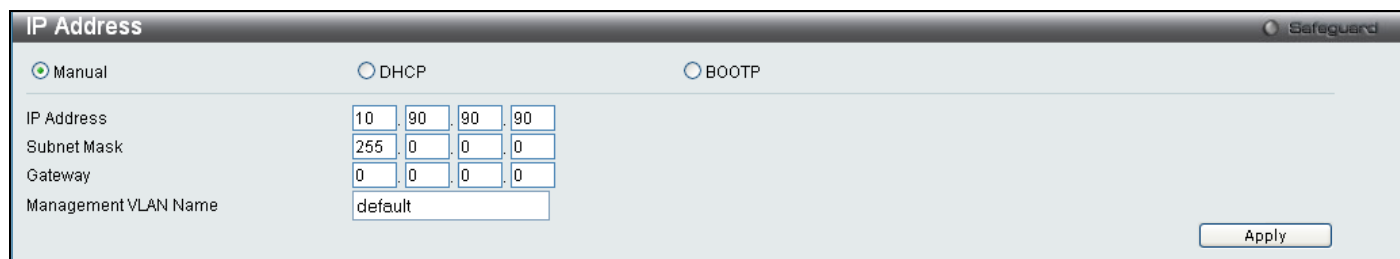 IP Address
Safeguard
Manual DHCP BOOTP
IP Address 10 . 90 . 90 . 90
Subnet Mask 255 . 0 . 0 . 0
Gateway 0 . 0 . 0 . 0
Management VLAN Name default
Apply